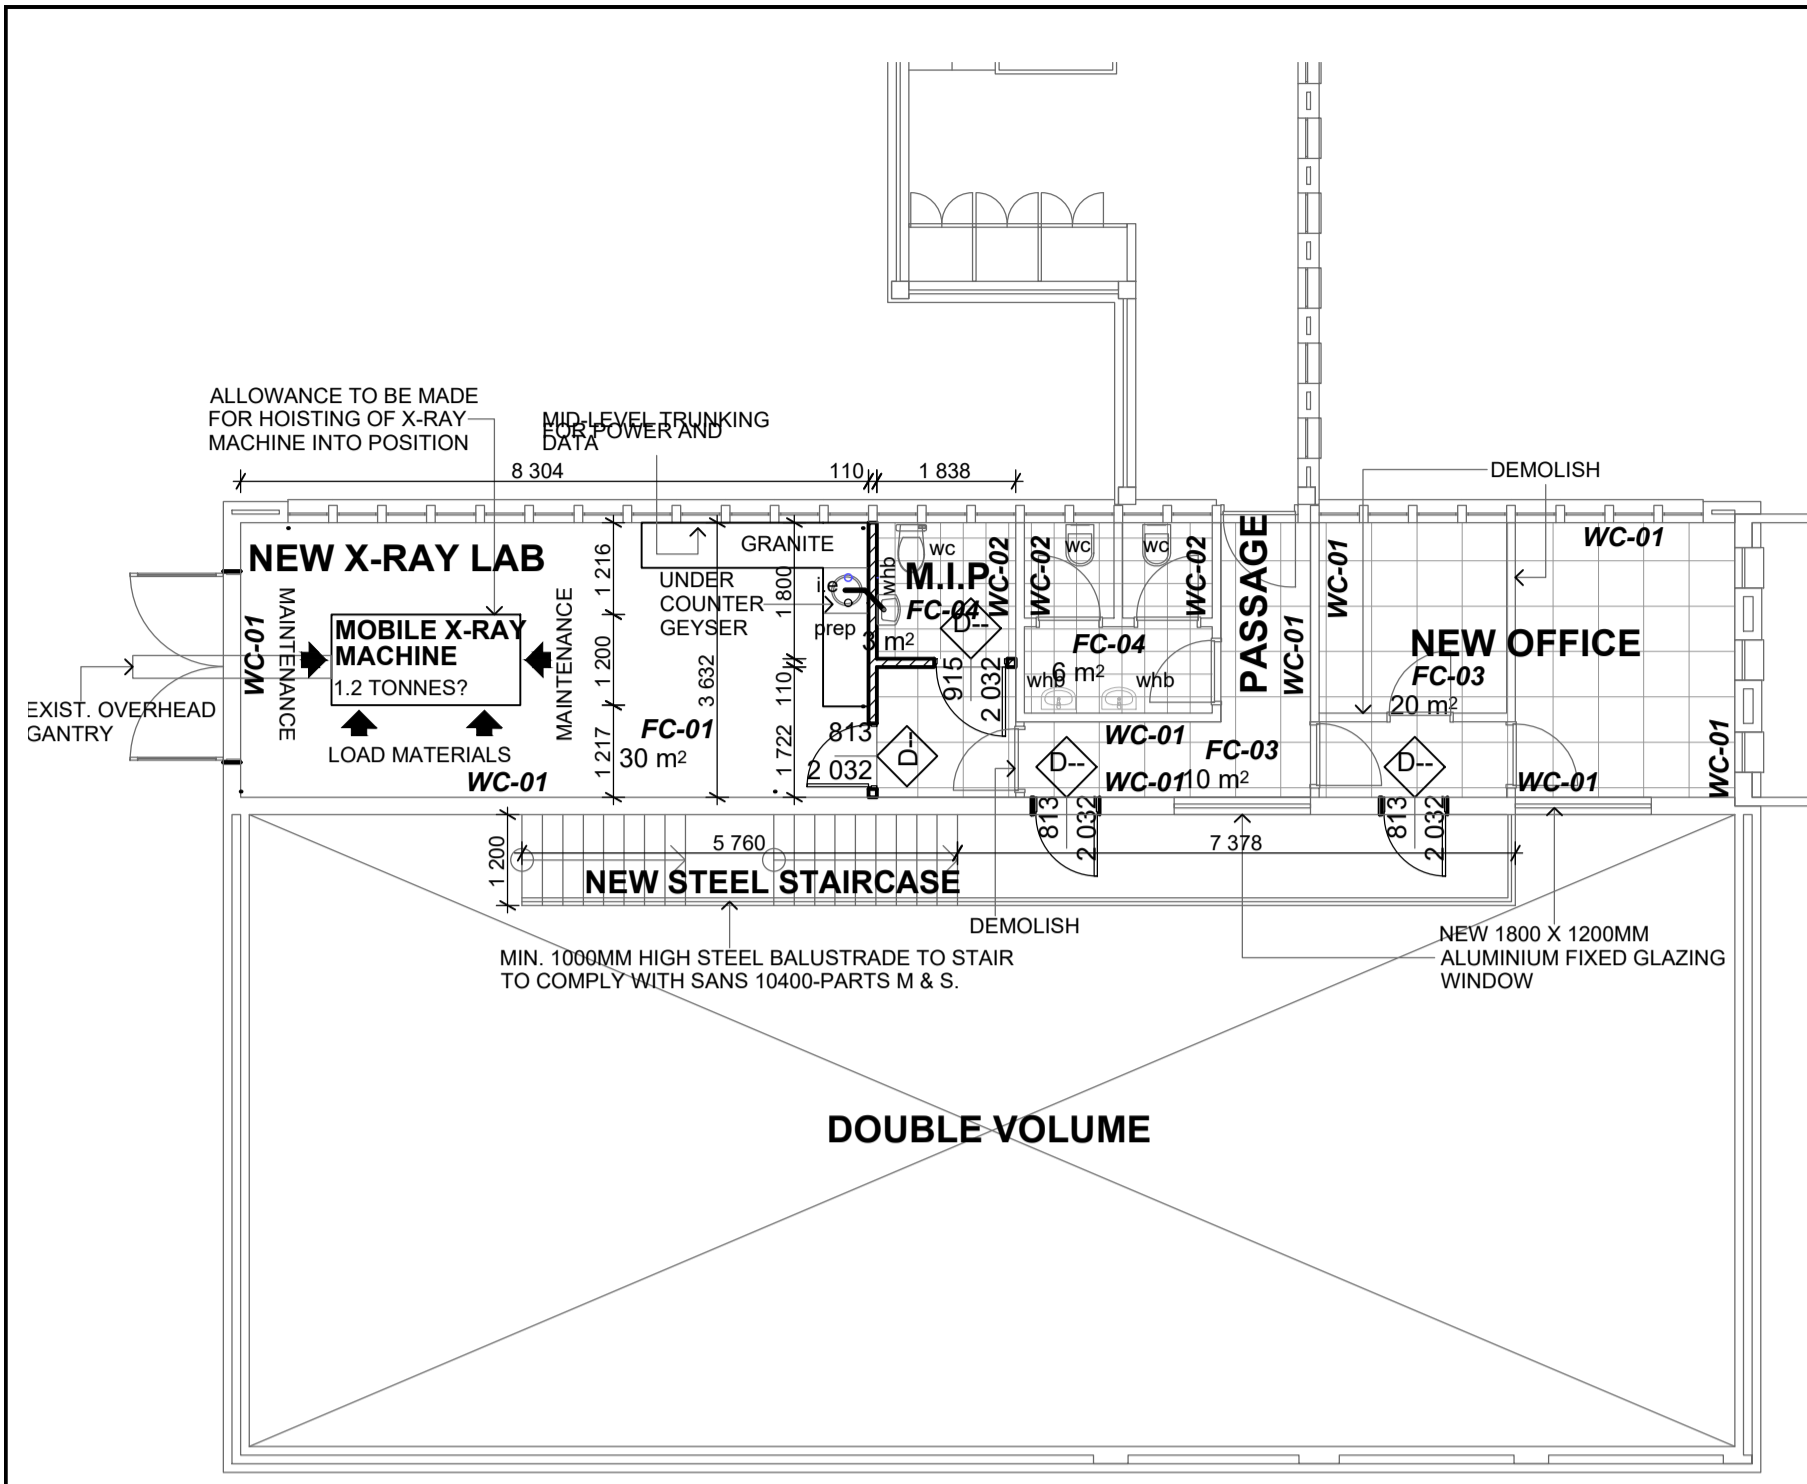 ALLOWANCE TO BE MADE
FOR HOISTING OF X-RAY
MACHINE INTO POSITION
MID-LEVEL TRUNKING
FOR POWER AND
DATA
8 304
110
1 838
DEMOLISH
NEW X-RAY LAB
1 216
GRANITE
1 800
wc
whb
M.I.P
FC-04
3 m²
WC-02
WC-02
wc
wc
WC-02
PASSAGE
WC-01
WC-01
WC-01
MAINTENANCE
WC-01
MOBILE X-RAY
MACHINE
1.2 TONNES?
MAINTENANCE
1 200
UNDER
COUNTER
GEYSER
i.e
prep
3 632
110
D--
915
2 032
FC-04
6 m²
whb
whb
NEW OFFICE
FC-03
20 m²
EXIST. OVERHEAD
GANTRY
LOAD MATERIALS
WC-01
1 217
FC-01
30 m²
1 722
813
2 032
D--
D--
WC-01
WC-01
FC-03
10 m²
D--
WC-01
WC-01
813
2 032
813
2 032
1 200
5 760
7 378
NEW STEEL STAIRCASE
DEMOLISH
MIN. 1000MM HIGH STEEL BALUSTRADE TO STAIR
TO COMPLY WITH SANS 10400-PARTS M & S.
NEW 1800 X 1200MM
ALUMINIUM FIXED GLAZING
WINDOW
DOUBLE VOLUME